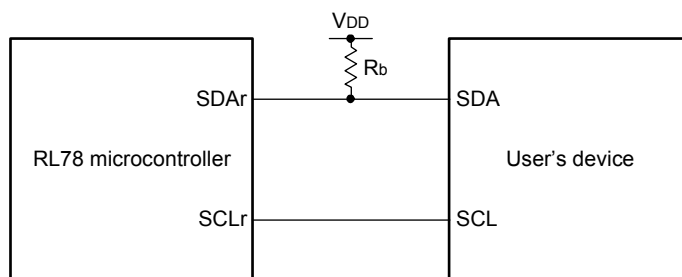 VDD
Rb
SDAr
SDA
RL78 microcontroller
User's device
SCLr
SCL